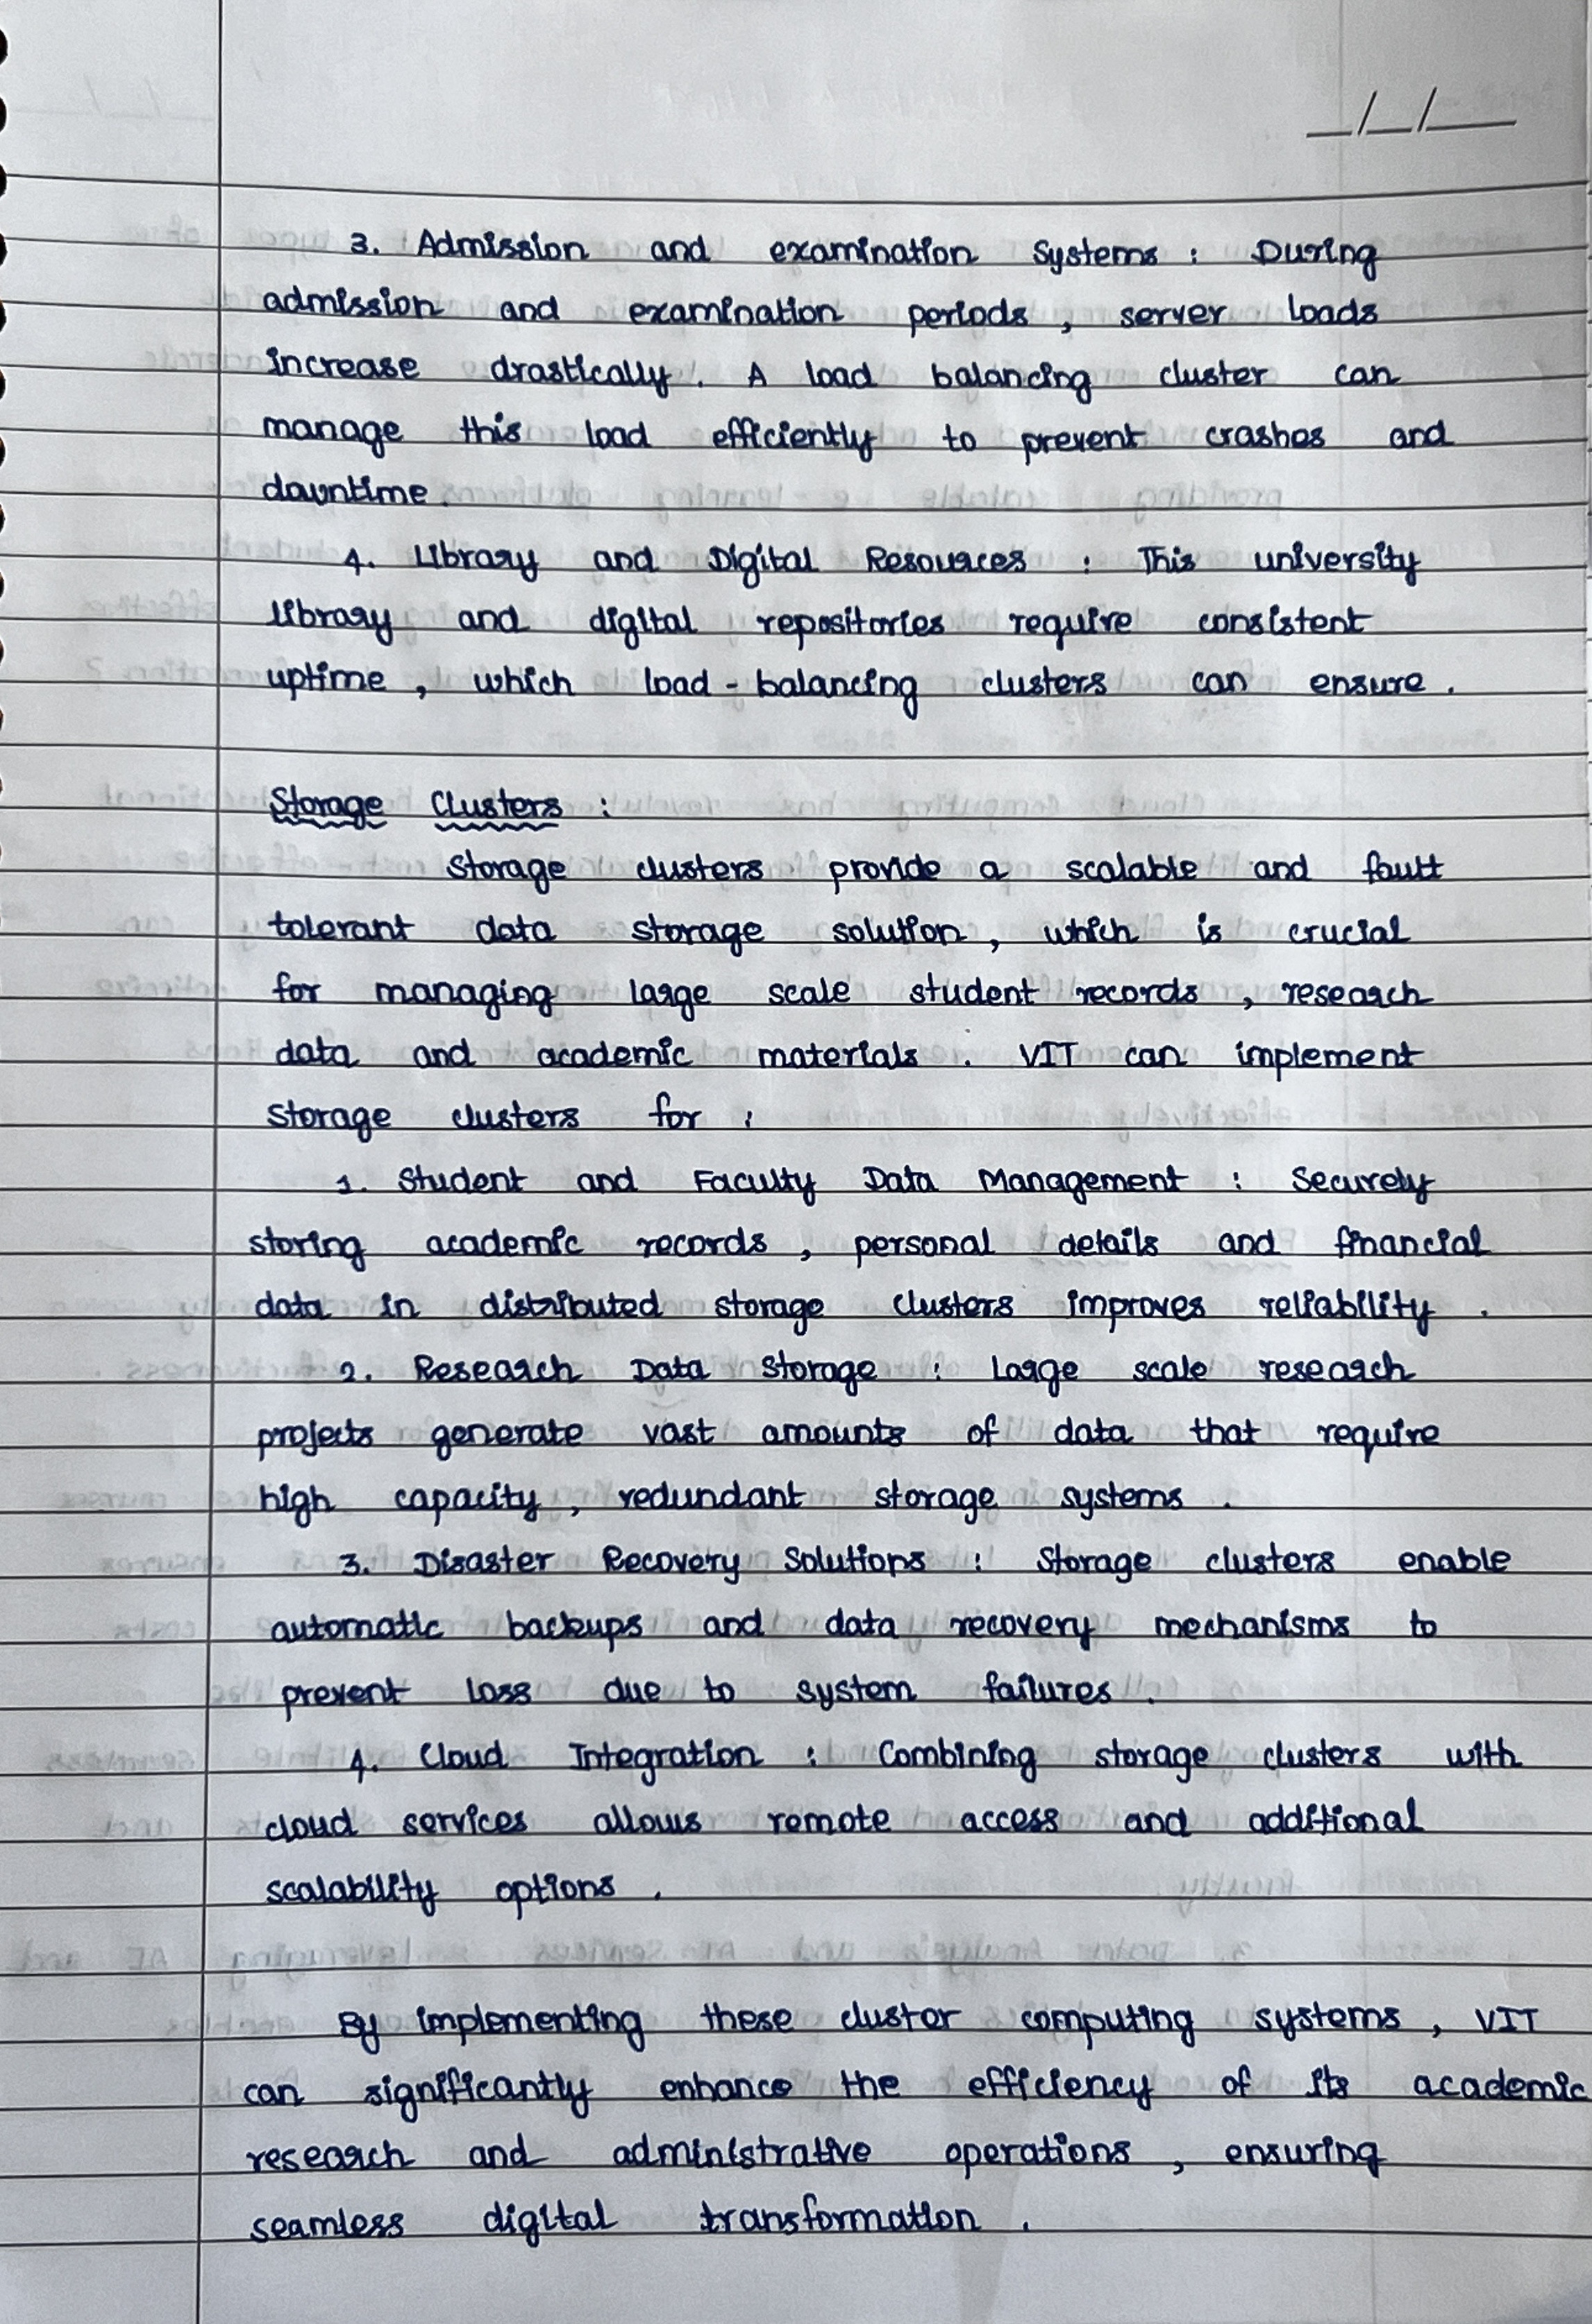 __/__/____
3. Admission and examination Systems : During
admission and examination periods , server loads
increase drastically . A load balancing cluster can
manage this load efficiently to prevent crashes and
downtime .
4. Library and Digital Resources : This university
library and digital repositories require consistent
uptime , which load - balancing clusters can ensure .
Storage Clusters :
Storage clusters provide a scalable and fault
tolerant data storage solution , which is crucial
for managing large scale student records , research
data and academic materials . VIT can implement
storage clusters for :
1. Student and Faculty Data Management : Securely
storing academic records , personal details and financial
data in distributed storage clusters improves reliability .
2. Research Data Storage : Large scale research
projects generate vast amounts of data that require
high capacity , redundant storage systems .
3. Disaster Recovery Solutions : Storage clusters enable
automatic backups and data recovery mechanisms to
prevent loss due to system failures .
4. Cloud Integration : Combining storage clusters with
cloud services allows remote access and additional
scalability options .
By implementing these cluster computing systems , VIT
can significantly enhance the efficiency of its academic
research and administrative operations , ensuring
seamless digital transformation .